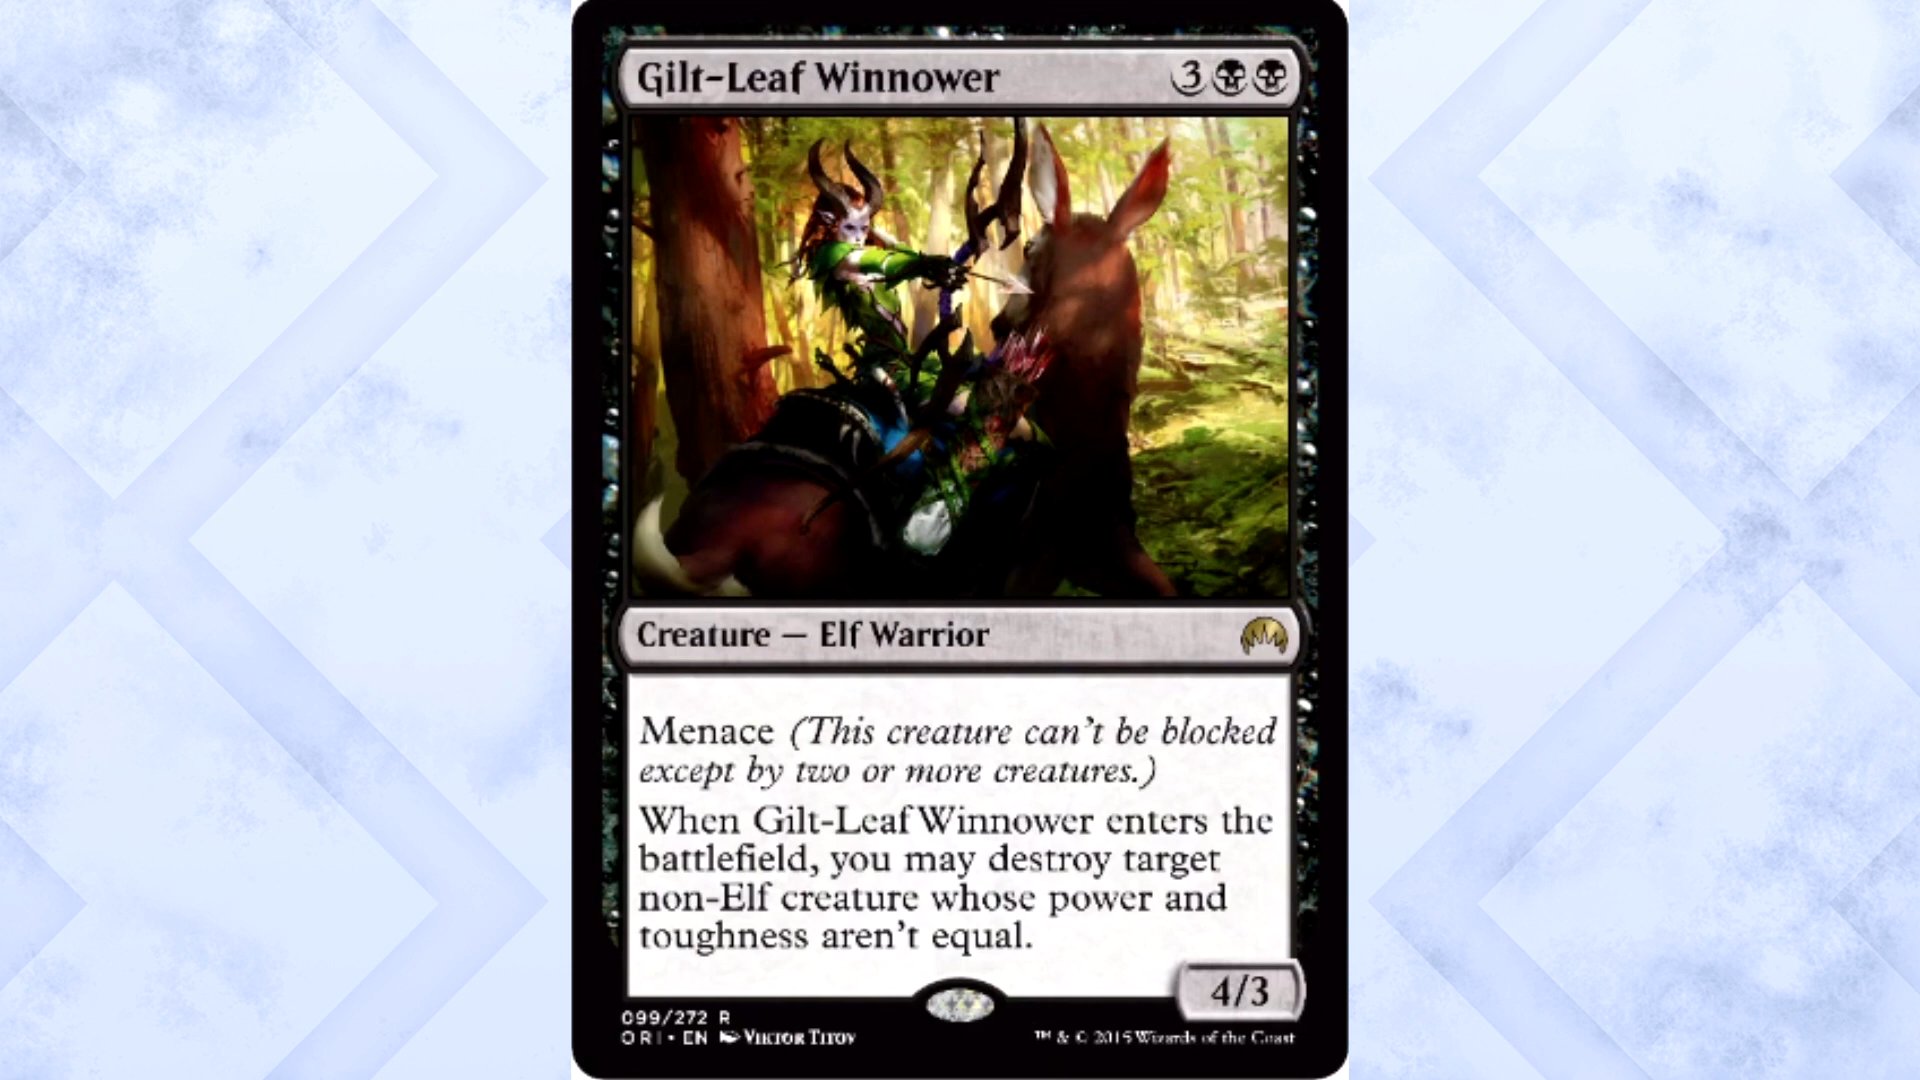 Gilt-Leaf Winnower 3
Creature — Elf Warrior
Menace (This creature can't be blocked
except by two or more creatures.)
When Gilt-Leaf Winnower enters the
battlefield, you may destroy target
non-Elf creature whose power and
toughness aren't equal.
4/3
099/272 R
ORI • EN Viktor Titov
™ & © 2015 Wizards of the Coast